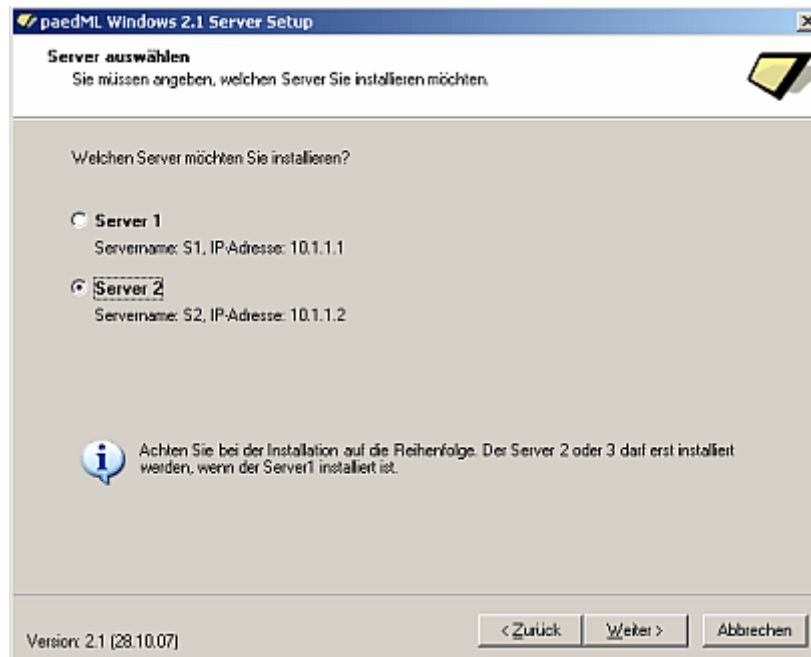 paedML Windows 2.1 Server Setup
Server auswählen
Sie müssen angeben, welchen Server Sie installieren möchten.
Welchen Server möchten Sie installieren?
Server 1
Servername: S1, IP-Adresse: 10.1.1.1
Server 2
Servername: S2, IP-Adresse: 10.1.1.2
Achten Sie bei der Installation auf die Reihenfolge. Der Server 2 oder 3 darf erst installiert
werden, wenn der Server1 installiert ist.
Version: 2.1 (28.10.07)
< Zurück Weiter > Abbrechen